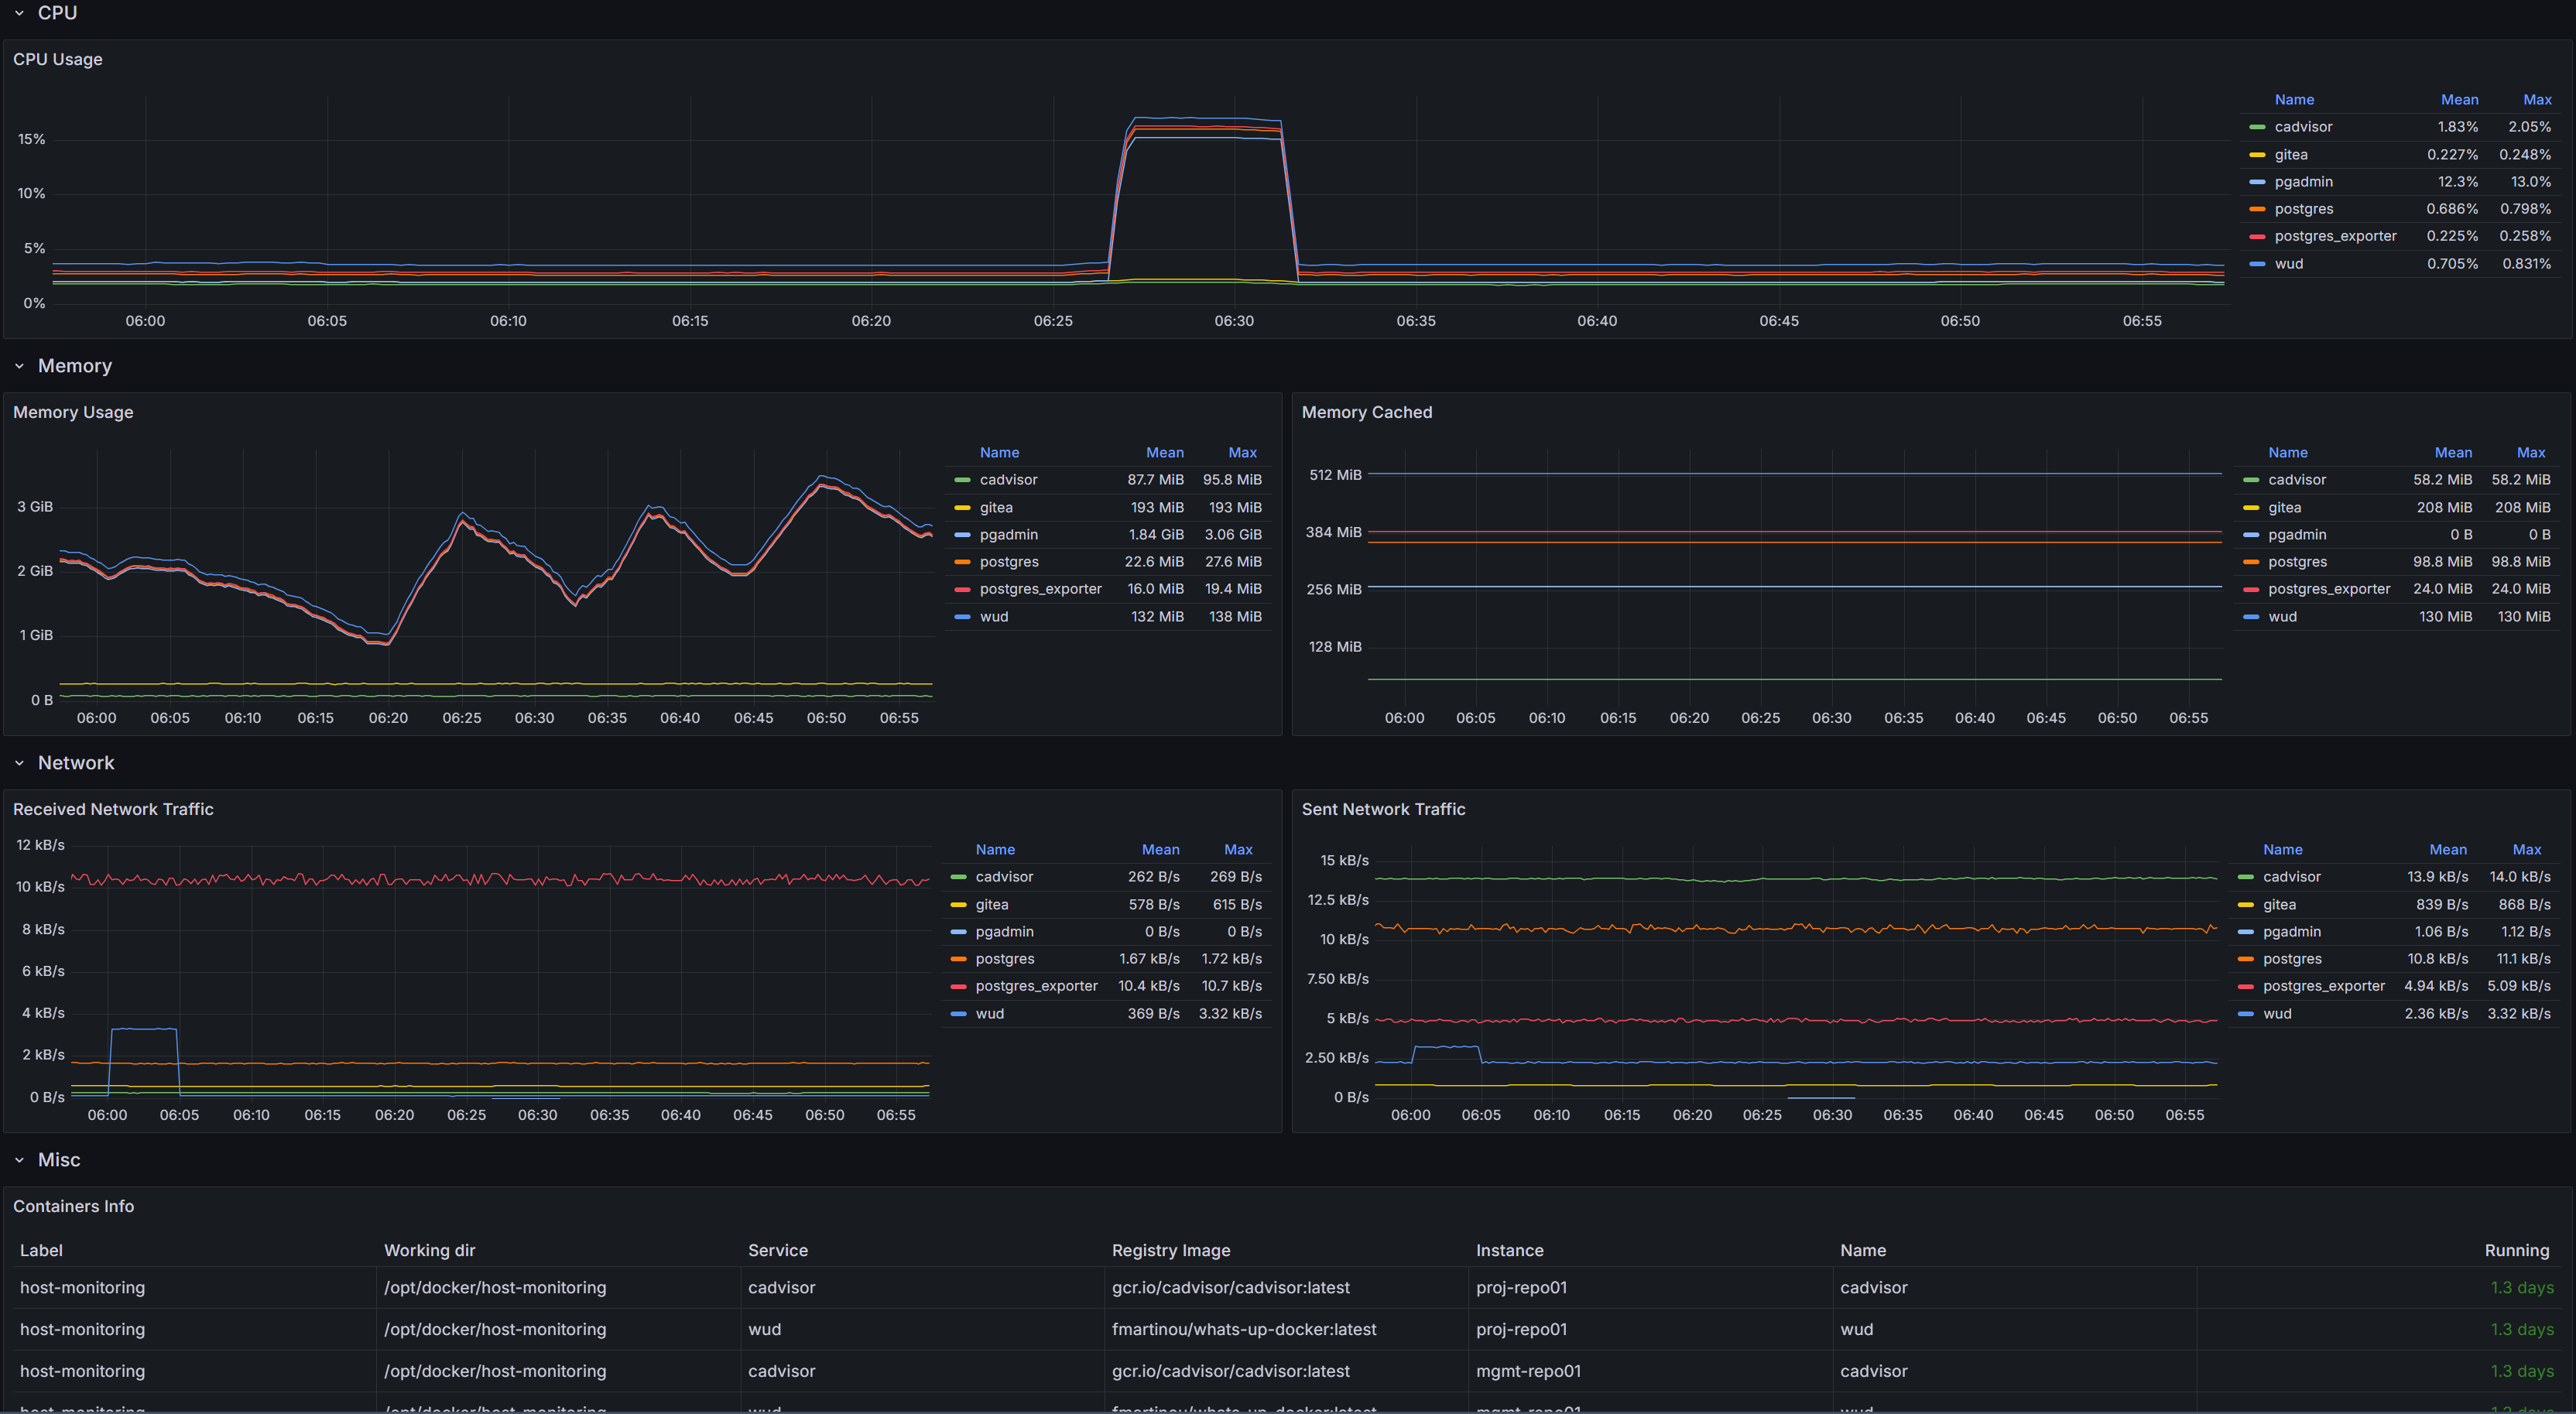 CPU
CPU Usage
15%
10%
5%
0%
06:00 06:05 06:10 06:15 06:20 06:25 06:30 06:35 06:40 06:45 06:50 06:55
Name Mean Max
cadvisor 1.83% 2.05%
gitea 0.227% 0.248%
pgadmin 12.3% 13.0%
postgres 0.686% 0.798%
postgres_exporter 0.225% 0.258%
wud 0.705% 0.831%
Memory
Memory Usage
3 GiB
2 GiB
1 GiB
0 B
06:00 06:05 06:10 06:15 06:20 06:25 06:30 06:35 06:40 06:45 06:50 06:55
Name Mean Max
cadvisor 87.7 MiB 95.8 MiB
gitea 193 MiB 193 MiB
pgadmin 1.84 GiB 3.06 GiB
postgres 22.6 MiB 27.6 MiB
postgres_exporter 16.0 MiB 19.4 MiB
wud 132 MiB 138 MiB
Memory Cached
512 MiB
384 MiB
256 MiB
128 MiB
06:00 06:05 06:10 06:15 06:20 06:25 06:30 06:35 06:40 06:45 06:50 06:55
Name Mean Max
cadvisor 58.2 MiB 58.2 MiB
gitea 208 MiB 208 MiB
pgadmin 0 B 0 B
postgres 98.8 MiB 98.8 MiB
postgres_exporter 24.0 MiB 24.0 MiB
wud 130 MiB 130 MiB
Network
Received Network Traffic
12 kB/s
10 kB/s
8 kB/s
6 kB/s
4 kB/s
2 kB/s
0 B/s
06:00 06:05 06:10 06:15 06:20 06:25 06:30 06:35 06:40 06:45 06:50 06:55
Name Mean Max
cadvisor 262 B/s 269 B/s
gitea 578 B/s 615 B/s
pgadmin 0 B/s 0 B/s
postgres 1.67 kB/s 1.72 kB/s
postgres_exporter 10.4 kB/s 10.7 kB/s
wud 369 B/s 3.32 kB/s
Sent Network Traffic
15 kB/s
12.5 kB/s
10 kB/s
7.50 kB/s
5 kB/s
2.50 kB/s
0 B/s
06:00 06:05 06:10 06:15 06:20 06:25 06:30 06:35 06:40 06:45 06:50 06:55
Name Mean Max
cadvisor 13.9 kB/s 14.0 kB/s
gitea 839 B/s 868 B/s
pgadmin 1.06 B/s 1.12 B/s
postgres 10.8 kB/s 11.1 kB/s
postgres_exporter 4.94 kB/s 5.09 kB/s
wud 2.36 kB/s 3.32 kB/s
Misc
Containers Info
Label Working dir Service Registry Image Instance Name Running
host-monitoring /opt/docker/host-monitoring cadvisor gcr.io/cadvisor/cadvisor:latest proj-repo01 cadvisor 1.3 days
host-monitoring /opt/docker/host-monitoring wud fmartinou/whats-up-docker:latest proj-repo01 wud 1.3 days
host-monitoring /opt/docker/host-monitoring cadvisor gcr.io/cadvisor/cadvisor:latest mgmt-repo01 cadvisor 1.3 days
host-monitoring /opt/docker/host-monitoring wud fmartinou/whats-up-docker:latest mgmt-repo01 wud 1.3 days